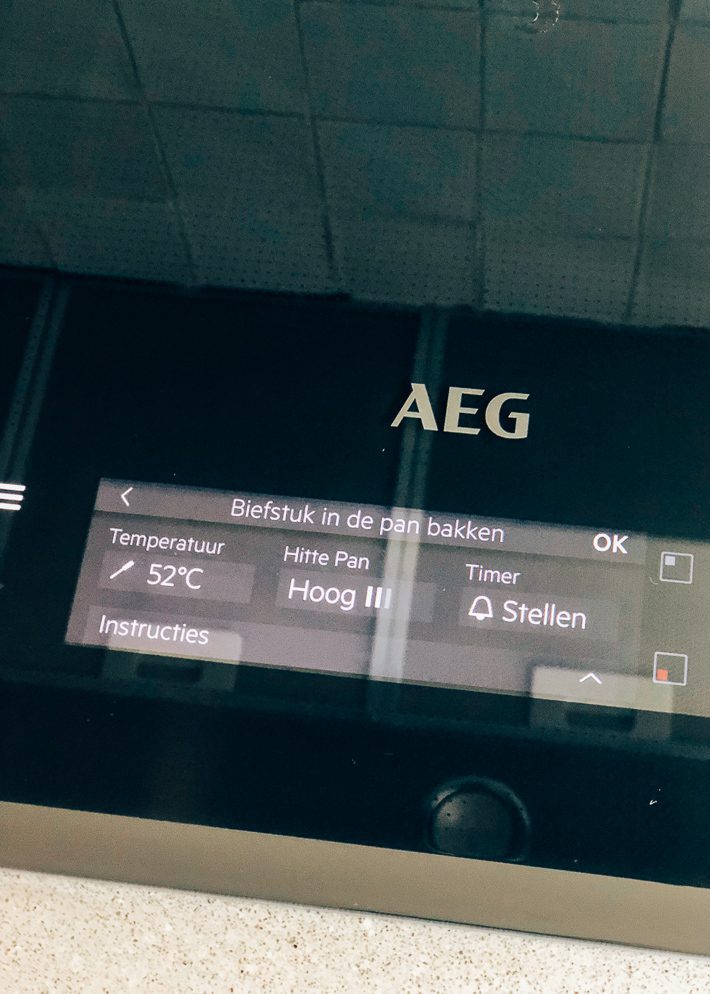 AEG
Biefstuk in de pan bakken
OK
Temperatuur
Hitte Pan
Timer
52°C
Hoog
Stellen
Instructies